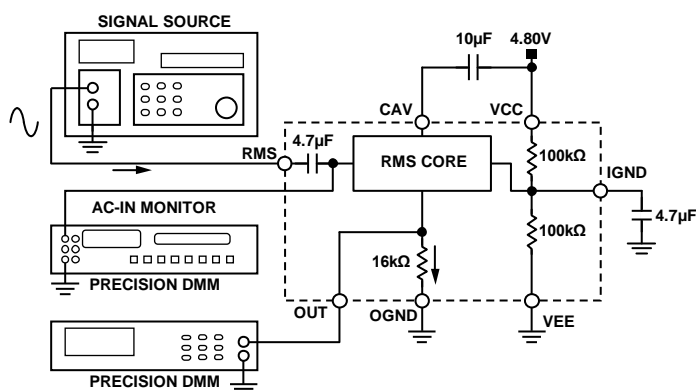 SIGNAL SOURCE
10µF
4.80V
CAV
VCC
4.7µF
RMS
RMS CORE
100kΩ
IGND
AC-IN MONITOR
100kΩ
4.7µF
16kΩ
PRECISION DMM
OUT
OGND
VEE
PRECISION DMM